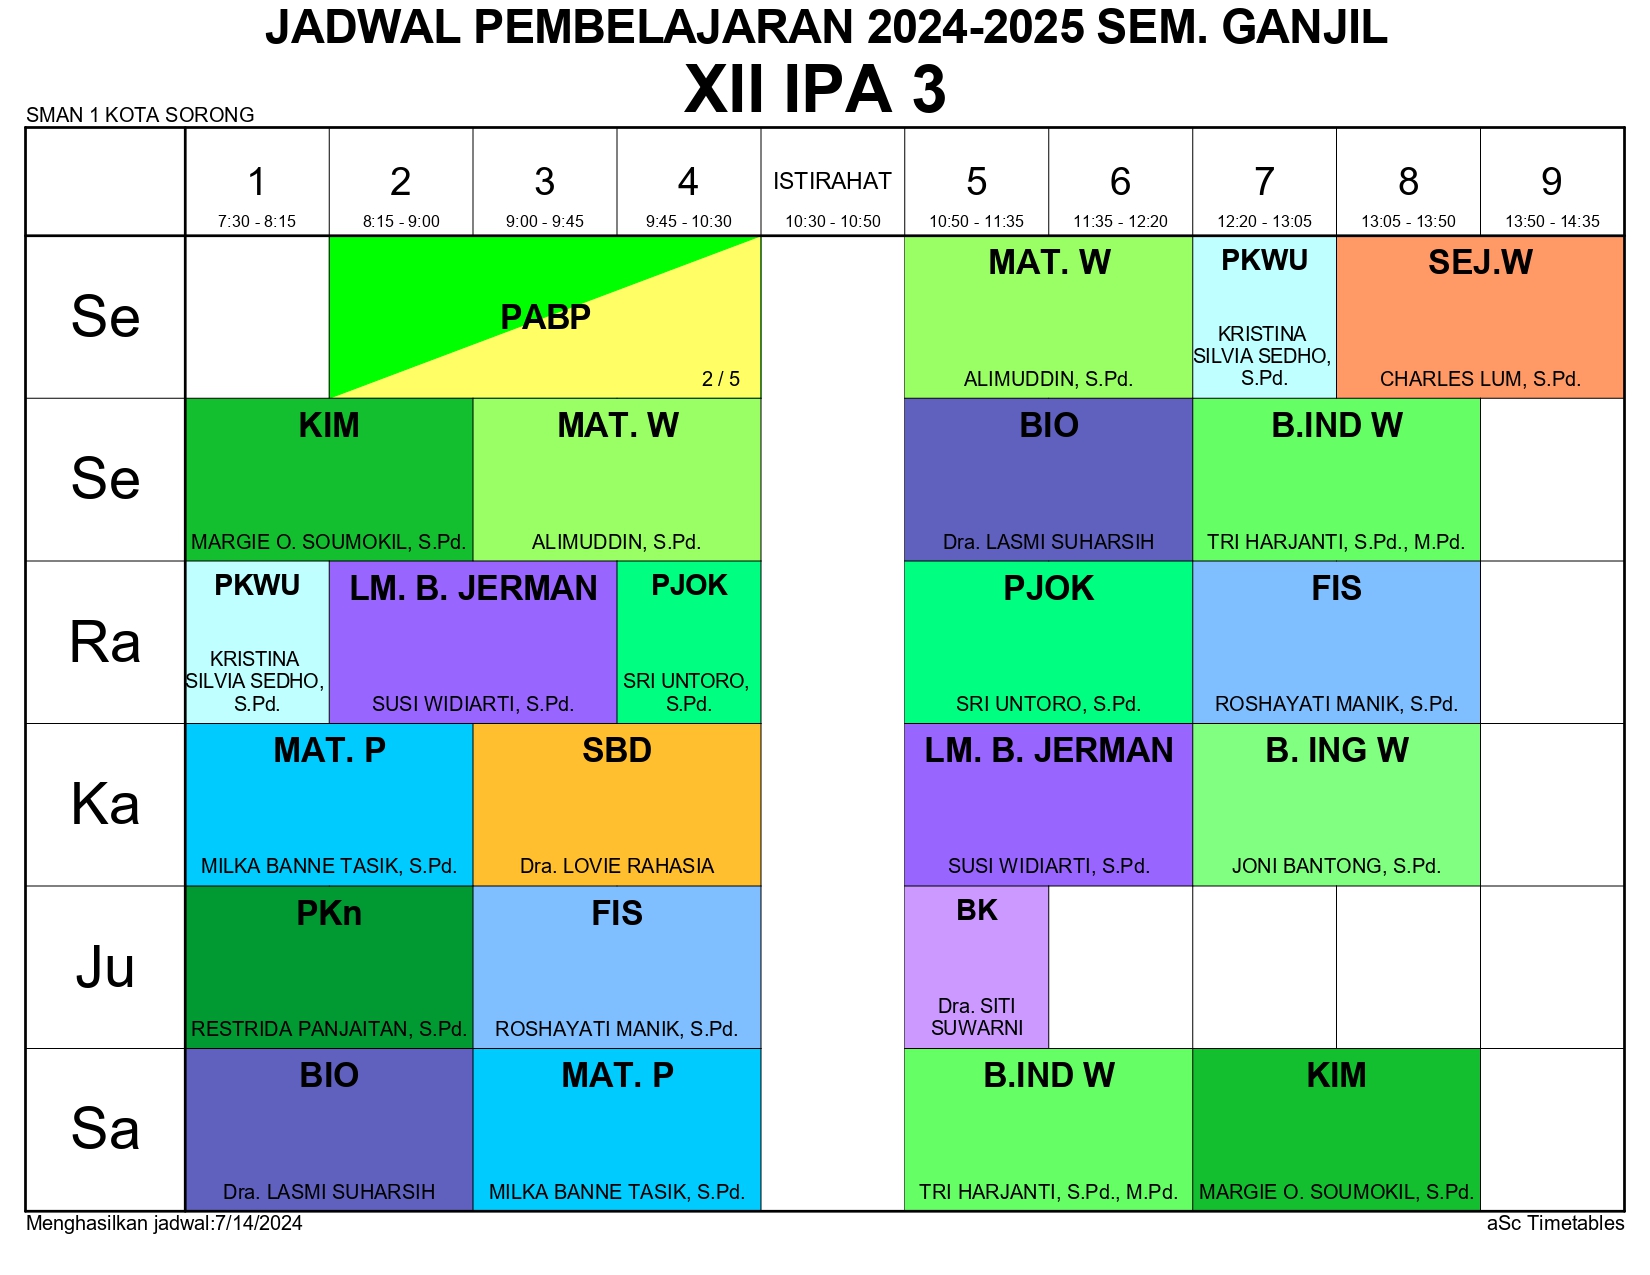 JADWAL PEMBELAJARAN 2024-2025 SEM. GANJIL
XII IPA 3
SMAN 1 KOTA SORONG
1 2 3 4 ISTIRAHAT 5 6 7 8 9
7:30 - 8:15 8:15 - 9:00 9:00 - 9:45 9:45 - 10:30 10:30 - 10:50 10:50 - 11:35 11:35 - 12:20 12:20 - 13:05 13:05 - 13:50 13:50 - 14:35
Se
PABP
2 / 5
MAT. W
ALIMUDDIN, S.Pd.
PKWU
KRISTINA
SILVIA SEDHO,
S.Pd.
SEJ.W
CHARLES LUM, S.Pd.
Se
KIM
MARGIE O. SOUMOKIL, S.Pd.
MAT. W
ALIMUDDIN, S.Pd.
BIO
Dra. LASMI SUHARSIH
B.IND W
TRI HARJANTI, S.Pd., M.Pd.
Ra
PKWU
KRISTINA
SILVIA SEDHO,
S.Pd.
LM. B. JERMAN
SUSI WIDIARTI, S.Pd.
PJOK
SRI UNTORO,
S.Pd.
PJOK
SRI UNTORO, S.Pd.
FIS
ROSHAYATI MANIK, S.Pd.
Ka
MAT. P
MILKA BANNE TASIK, S.Pd.
SBD
Dra. LOVIE RAHASIA
LM. B. JERMAN
SUSI WIDIARTI, S.Pd.
B. ING W
JONI BANTONG, S.Pd.
Ju
PKn
RESTRIDA PANJAITAN, S.Pd.
FIS
ROSHAYATI MANIK, S.Pd.
BK
Dra. SITI
SUWARNI
Sa
BIO
Dra. LASMI SUHARSIH
MAT. P
MILKA BANNE TASIK, S.Pd.
B.IND W
TRI HARJANTI, S.Pd., M.Pd.
KIM
MARGIE O. SOUMOKIL, S.Pd.
Menghasilkan jadwal:7/14/2024
aSc Timetables